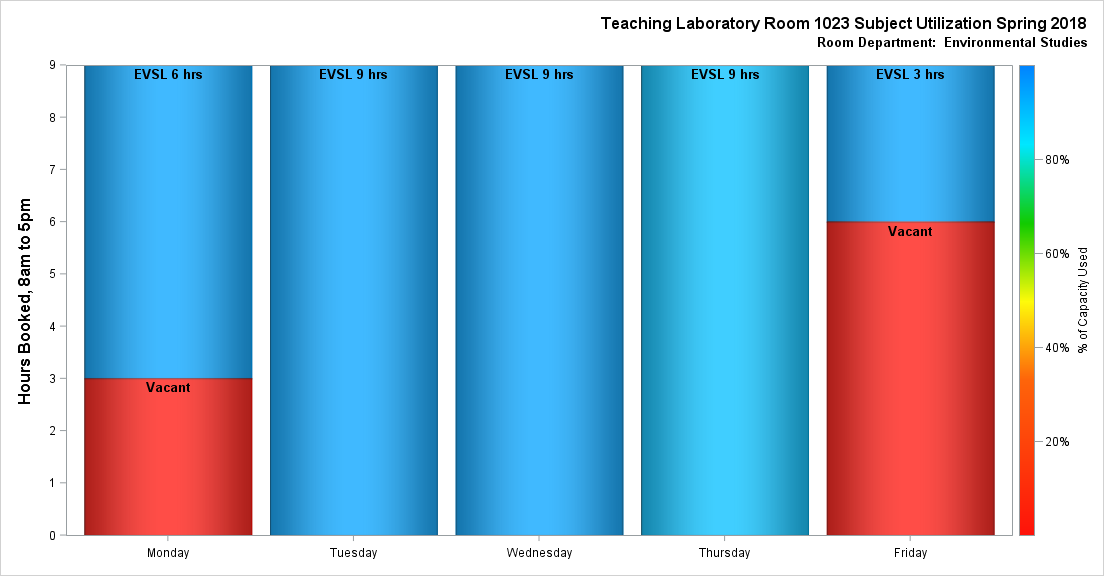 Teaching Laboratory Room 1023 Subject Utilization Spring 2018
Room Department:  Environmental Studies
Hours Booked, 8am to 5pm
9
8
7
6
5
4
3
2
1
0
EVSL 6 hrs
Vacant
EVSL 9 hrs
EVSL 9 hrs
EVSL 9 hrs
EVSL 3 hrs
Vacant
Monday
Tuesday
Wednesday
Thursday
Friday
80%
60%
40%
20%
% of Capacity Used